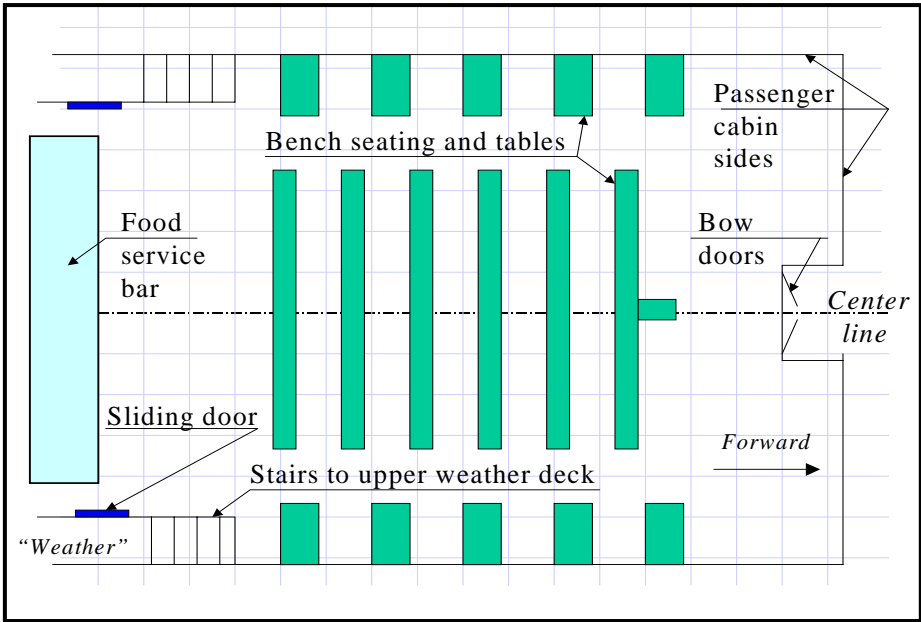 Passenger
cabin
sides
Bench seating and tables
Food
service
bar
Bow
doors
Center
line
Sliding door
Forward
Stairs to upper weather deck
“Weather”